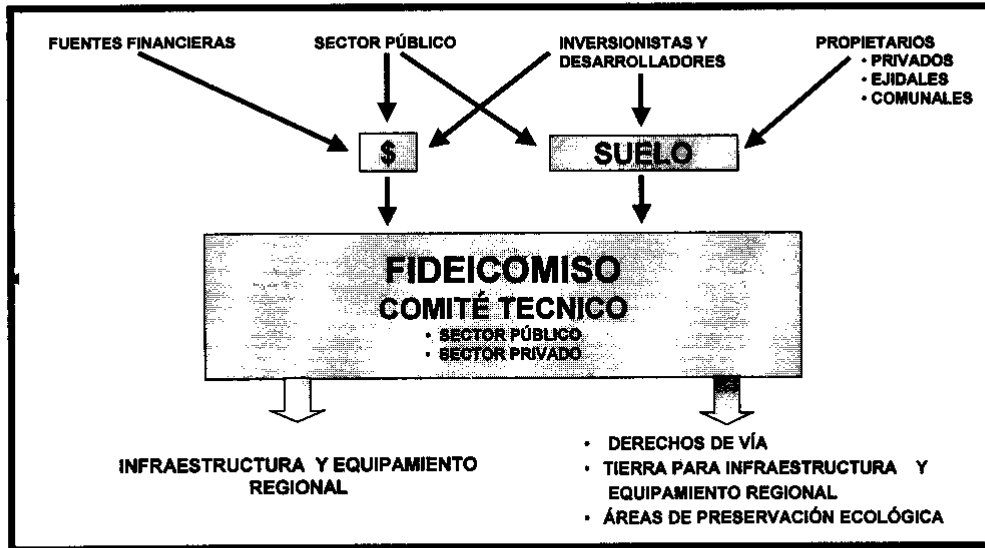 FUENTES FINANCIERAS
SECTOR PÚBLICO
INVERSIONISTAS Y
DESARROLLADORES
PROPIETARIOS
• PRIVADOS
• EJIDALES
• COMUNALES
$
SUELO
FIDEICOMISO
COMITÉ TECNICO
• SECTOR PÚBLICO
• SECTOR PRIVADO
INFRAESTRUCTURA Y EQUIPAMIENTO
REGIONAL
• DERECHOS DE VÍA
• TIERRA PARA INFRAESTRUCTURA Y
EQUIPAMIENTO REGIONAL
• ÁREAS DE PRESERVACIÓN ECOLÓGICA